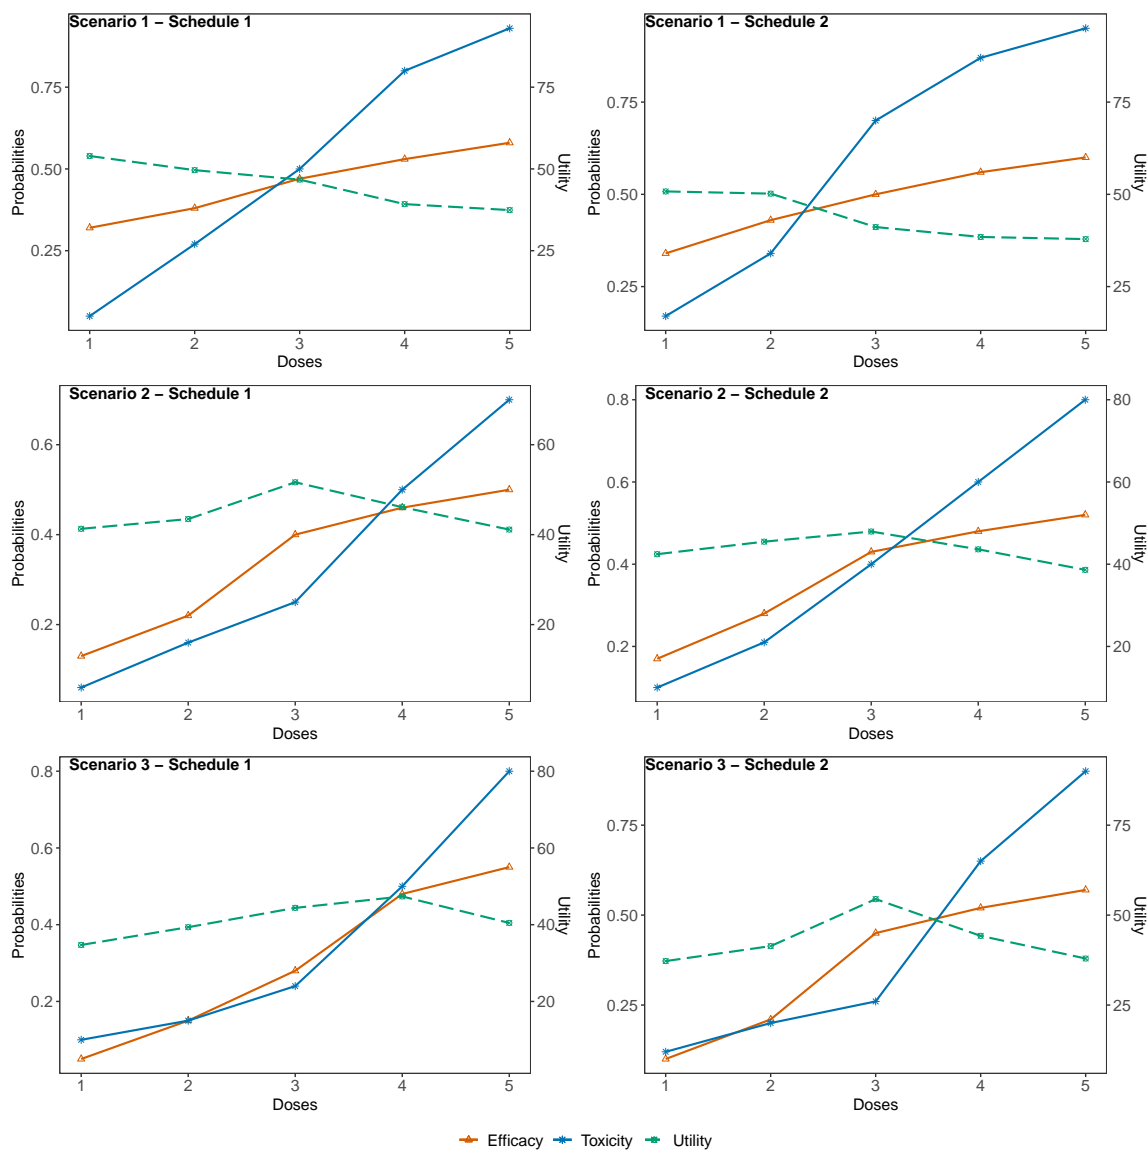 Scenario 1 − Schedule 1
0.75
0.50
0.25
Probabilities
75
50
25
Utility
1 2 3 4 5
Doses
Scenario 1 − Schedule 2
0.75
0.50
0.25
Probabilities
75
50
25
Utility
1 2 3 4 5
Doses
Scenario 2 − Schedule 1
0.6
0.4
0.2
Probabilities
60
40
20
Utility
1 2 3 4 5
Doses
Scenario 2 − Schedule 2
0.8
0.6
0.4
0.2
Probabilities
80
60
40
20
Utility
1 2 3 4 5
Doses
Scenario 3 − Schedule 1
0.8
0.6
0.4
0.2
Probabilities
80
60
40
20
Utility
1 2 3 4 5
Doses
Scenario 3 − Schedule 2
0.75
0.50
0.25
Probabilities
75
50
25
Utility
1 2 3 4 5
Doses
Efficacy Toxicity Utility